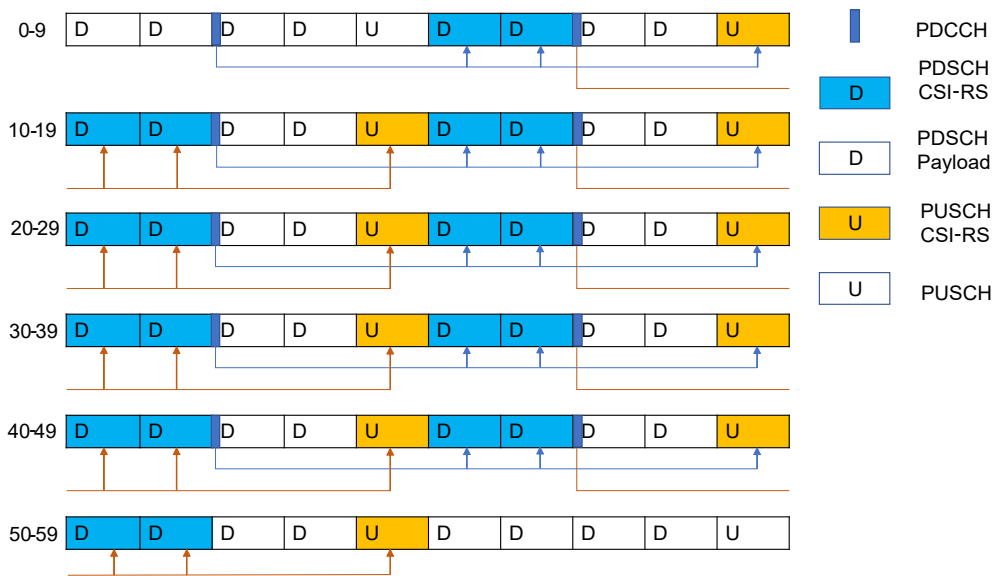 0-9 D D D D U D D D D U
10-19 D D D D U D D D D U
20-29 D D D D U D D D D U
30-39 D D D D U D D D D U
40-49 D D D D U D D D D U
50-59 D D D D U D D D D U
PDCCH
D PDSCH
CSI-RS
D PDSCH
Payload
U PUSCH
CSI-RS
U PUSCH